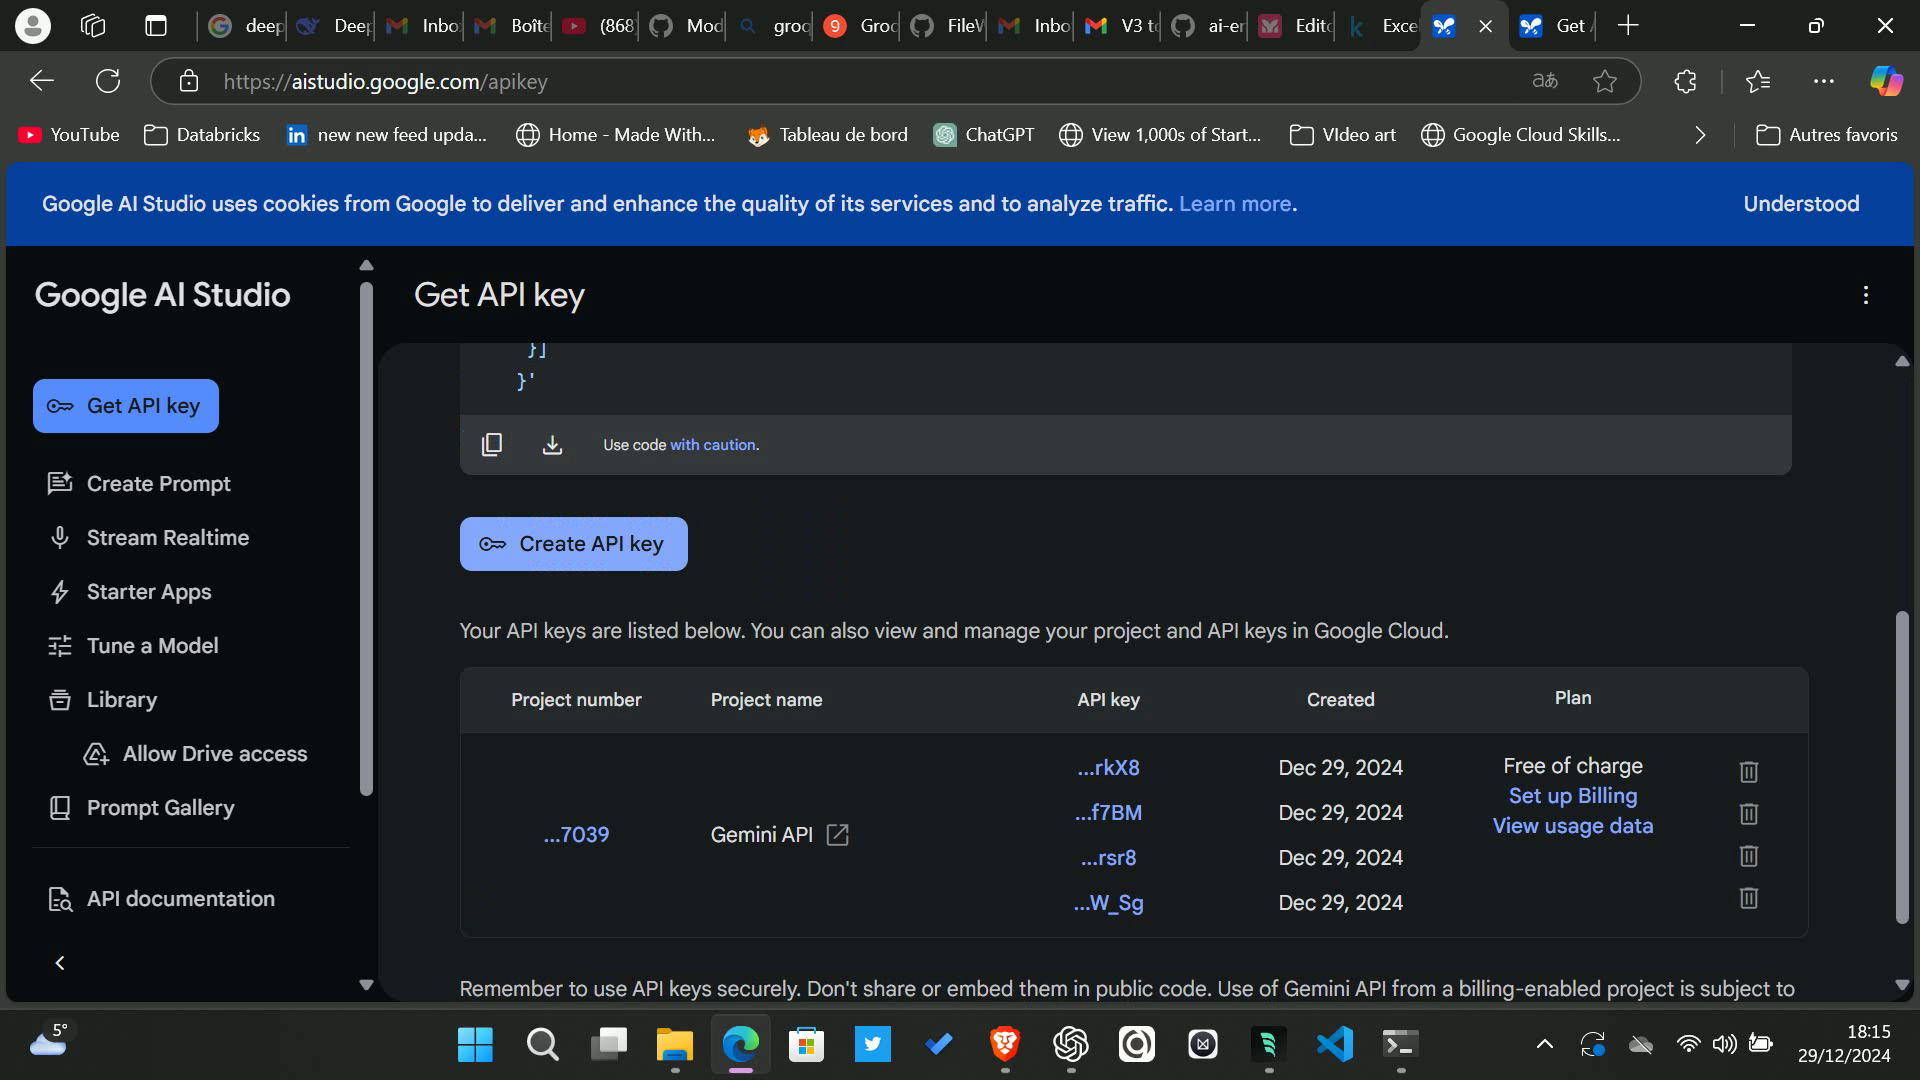 deep
Deep
Inbo
Boîte
(868
Mod
groq
Groq
Inbo
V3 to
ai-er
Edito
Exce
Get
https://aistudio.google.com/apikey
YouTube
Databricks
new new feed upda...
Home - Made With...
Tableau de bord
ChatGPT
View 1,000s of Start...
VIdeo art
Google Cloud Skills...
Autres favoris
Google AI Studio uses cookies from Google to deliver and enhance the quality of its services and to analyze traffic. Learn more.
Understood
Google AI Studio
Get API key
Get API key
Create Prompt
Stream Realtime
Starter Apps
Tune a Model
Library
Allow Drive access
Prompt Gallery
API documentation
}]
}'
Use code with caution.
Create API key
Your API keys are listed below. You can also view and manage your project and API keys in Google Cloud.
Project number Project name API key Created Plan
...7039
Gemini API
...rkX8 Dec 29, 2024
...f7BM Dec 29, 2024
...rsr8 Dec 29, 2024
...W_Sg Dec 29, 2024
Free of charge
Set up Billing
View usage data
Remember to use API keys securely. Don't share or embed them in public code. Use of Gemini API from a billing-enabled project is subject to
5°
18:15
29/12/2024